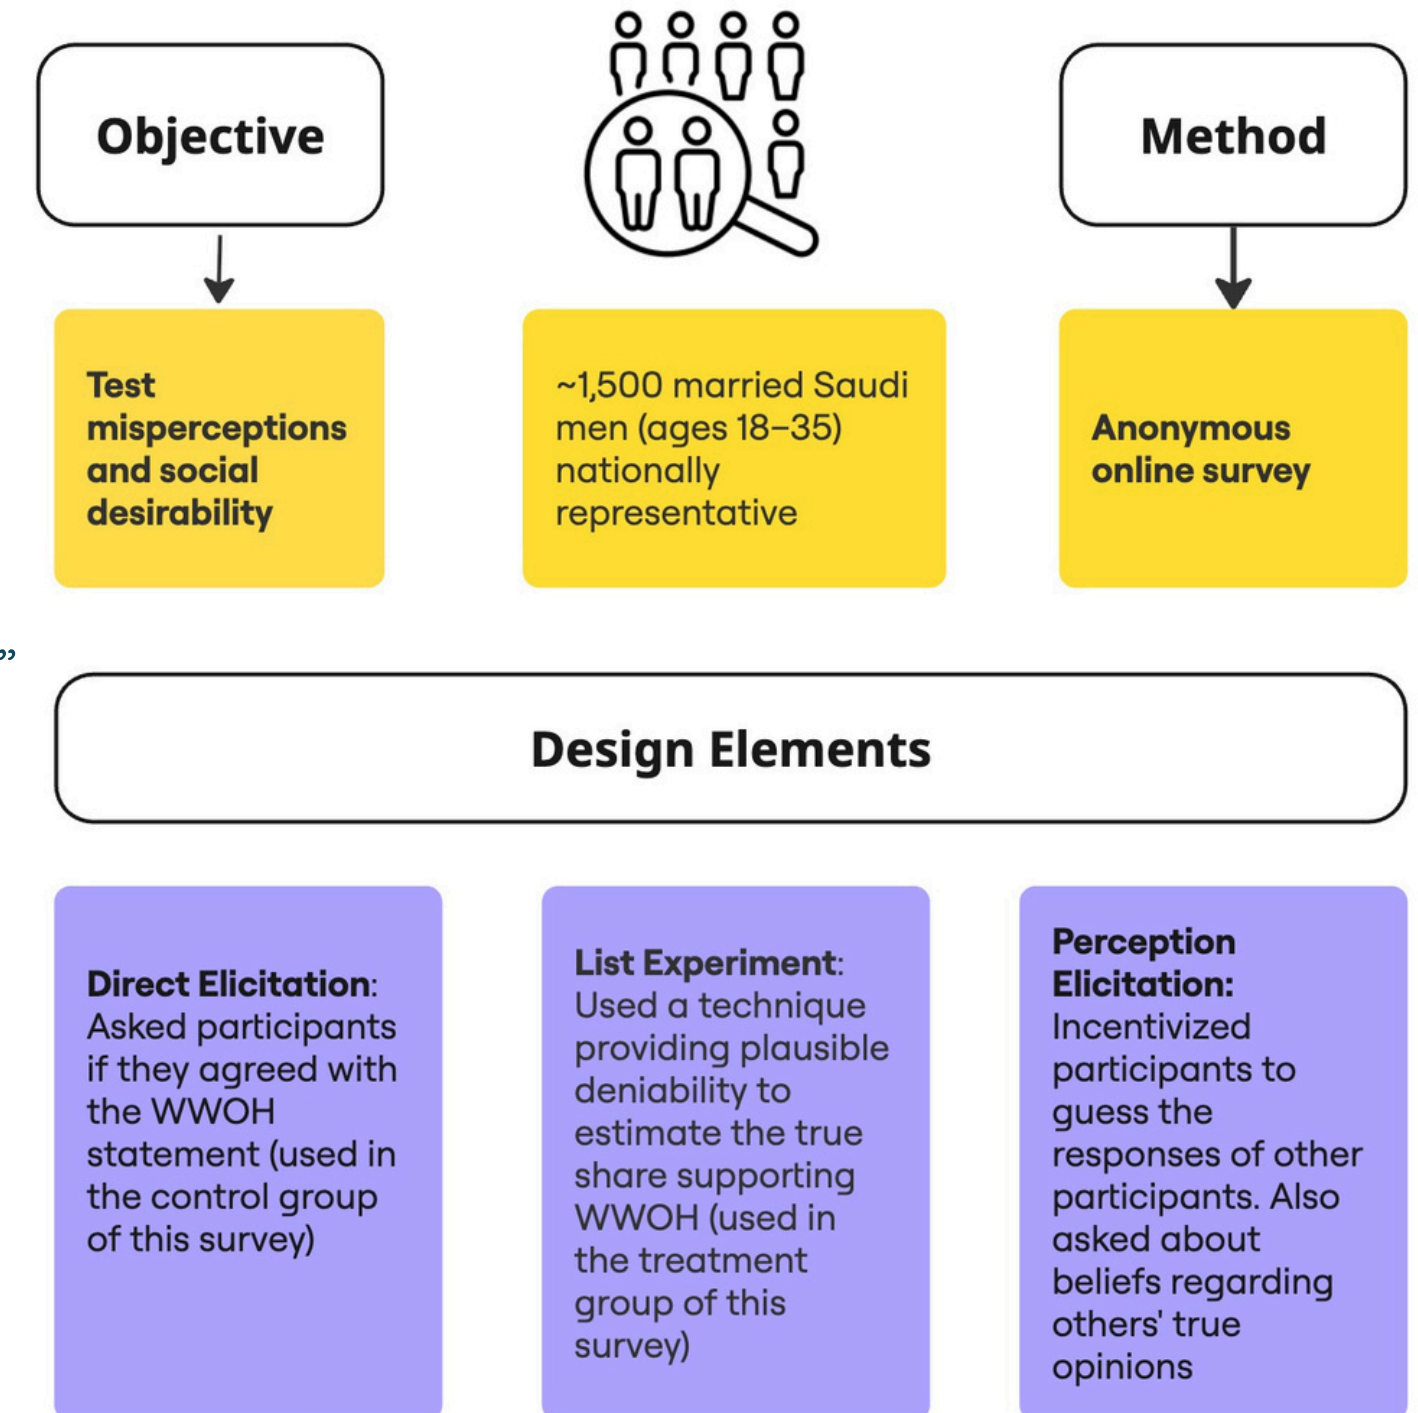 Objective
Method
Test
misperceptions
and social
desirability
~1,500 married Saudi
men (ages 18–35)
nationally
representative
Anonymous
online survey
”
Design Elements
Direct Elicitation:
Asked participants
if they agreed with
the WWOH
statement (used in
the control group
of this survey)
List Experiment:
Used a technique
providing plausible
deniability to
estimate the true
share supporting
WWOH (used in
the treatment
group of this
survey)
Perception
Elicitation:
Incentivized
participants to
guess the
responses of other
participants. Also
asked about
beliefs regarding
others' true
opinions